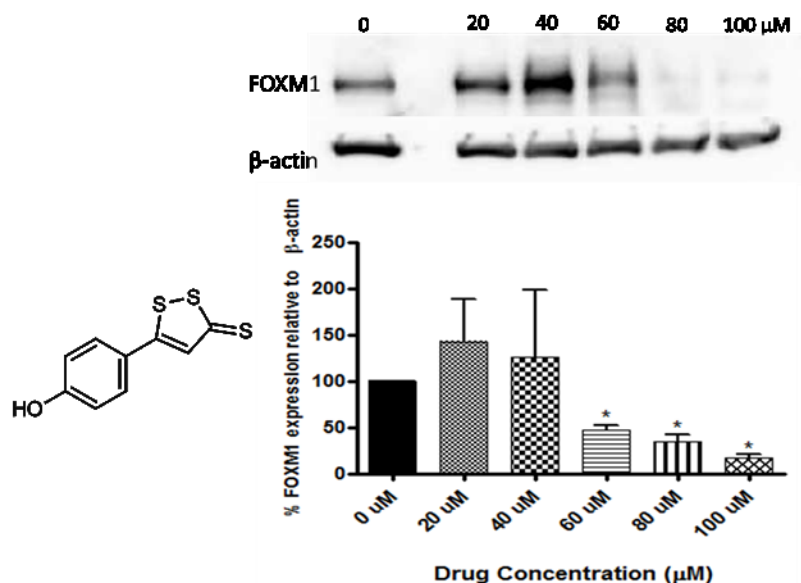 0 20 40 60 80 100 µM
FOXM1
β-actin
% FOXM1 expression relative to β-actin
250
200
150
100
50
0
* * *
0 uM 20 uM 40 uM 60 uM 80 uM 100 uM
Drug Concentration (µM)
S S
S
HO